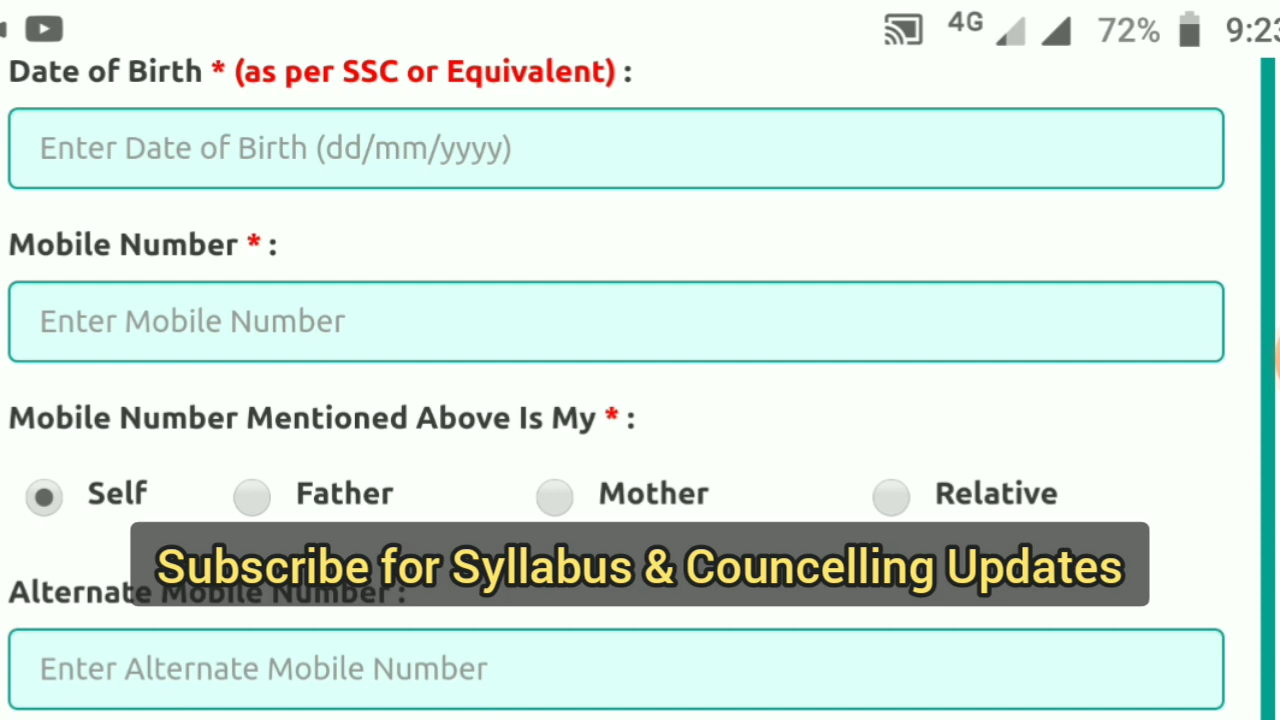 4G 72% 9:23
Date of Birth * (as per SSC or Equivalent) :
Enter Date of Birth (dd/mm/yyyy)
Mobile Number * :
Enter Mobile Number
Mobile Number Mentioned Above Is My * :
Self Father Mother Relative
Subscribe for Syllabus & Councelling Updates
Alternate Mobile Number :
Enter Alternate Mobile Number